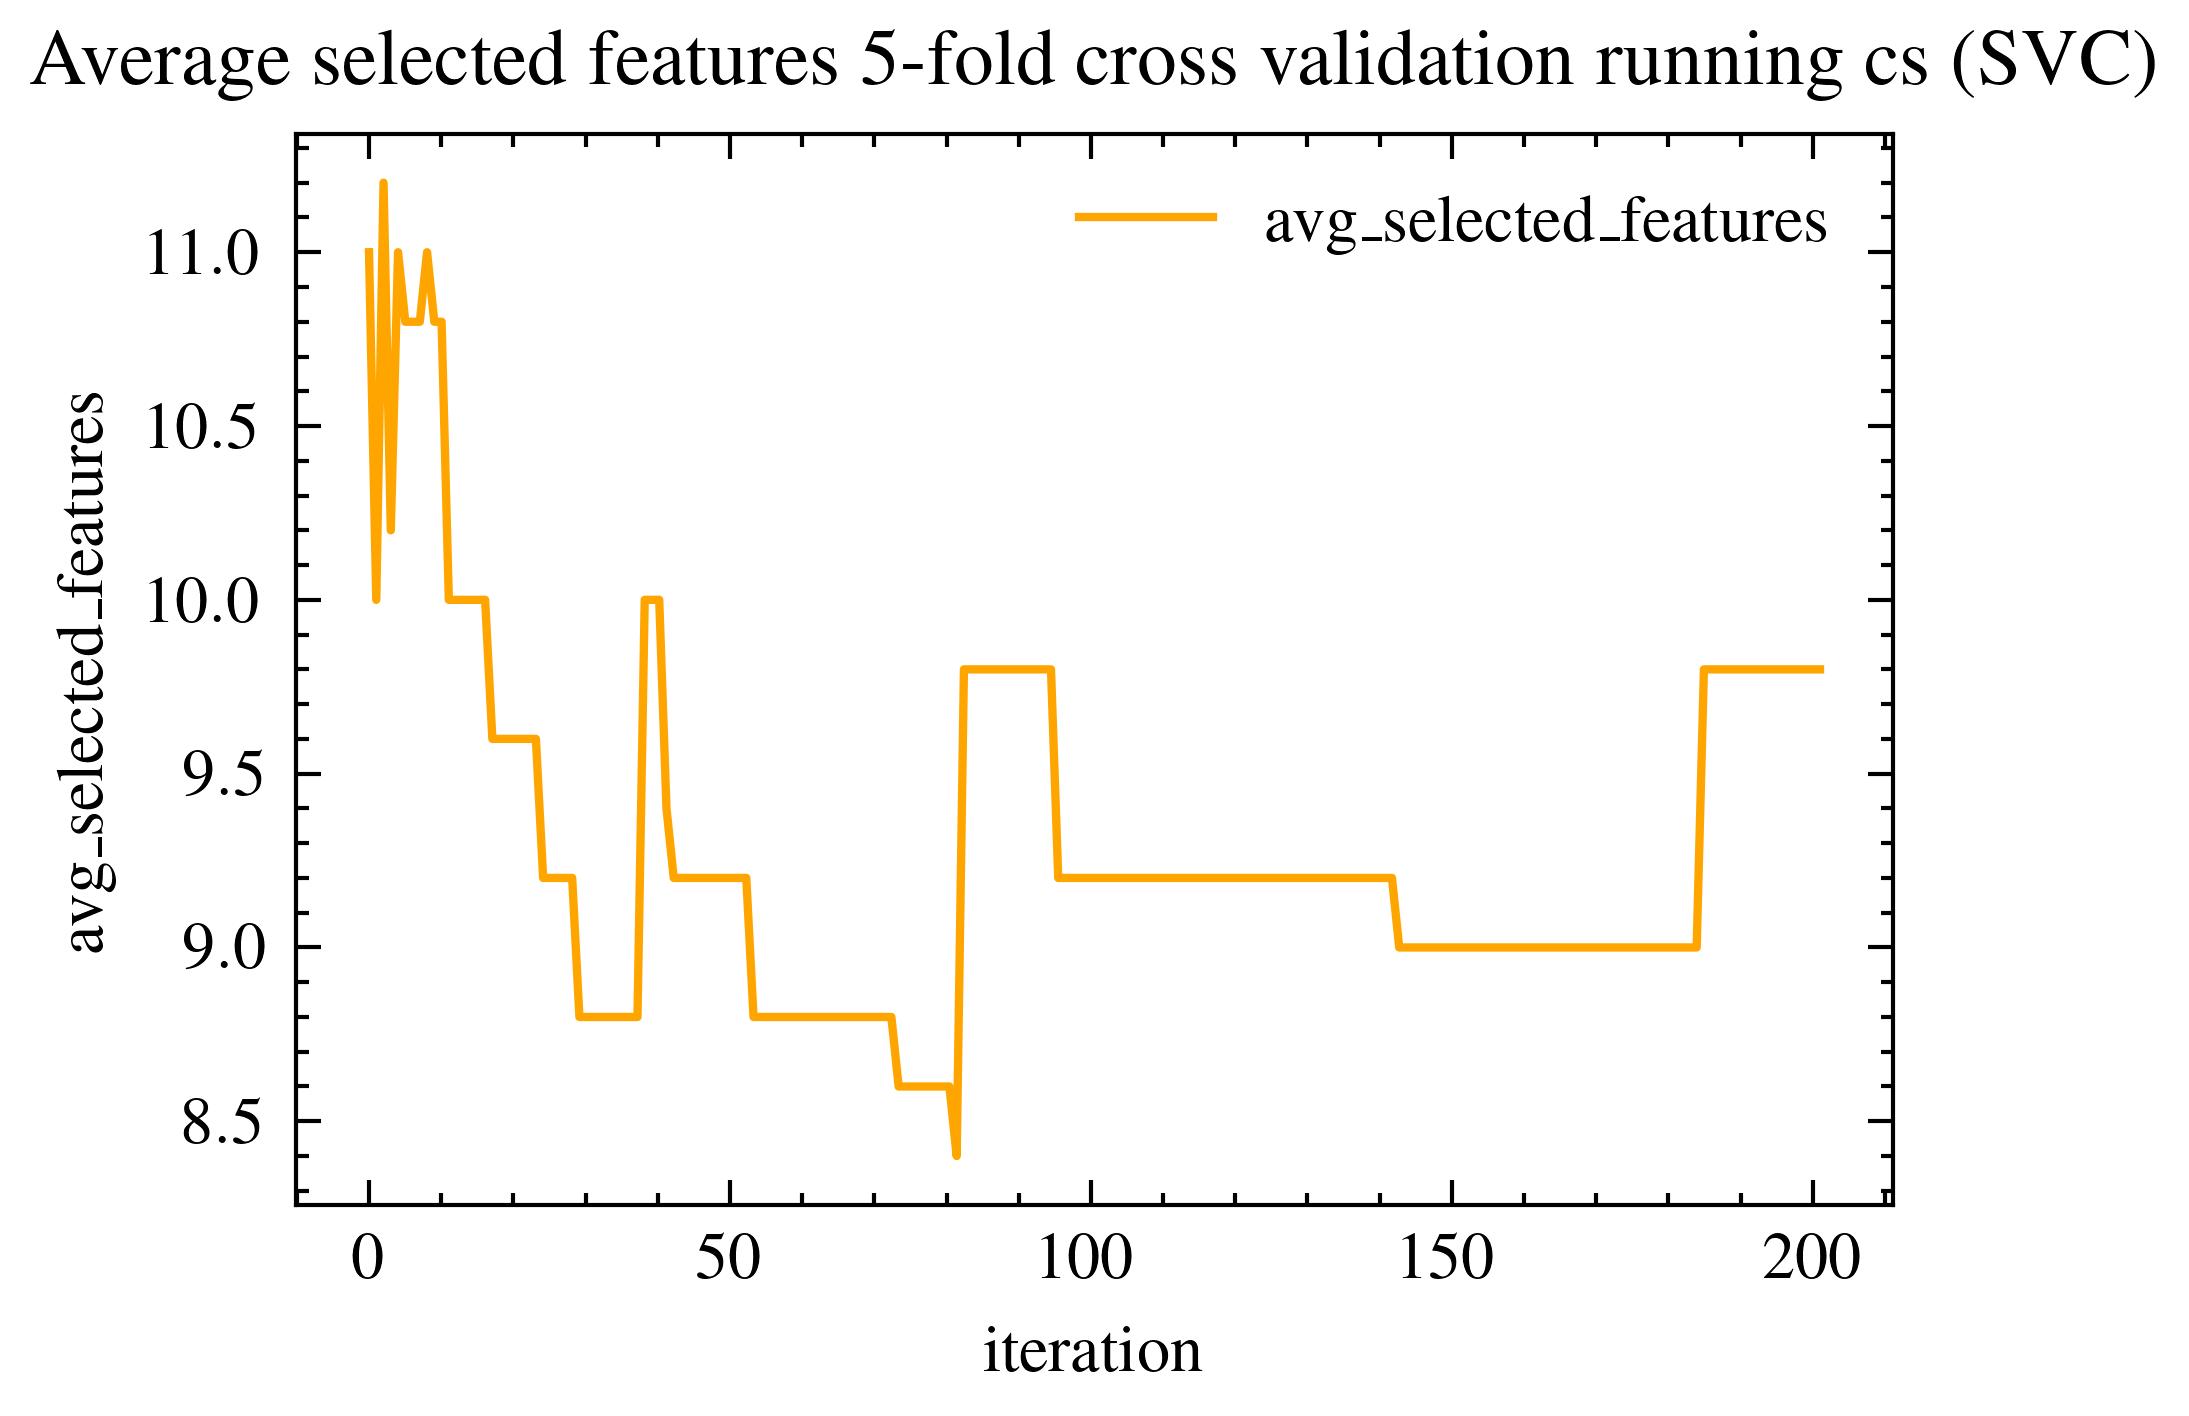 Average selected features 5-fold cross validation running cs (SVC)
avg_selected_features
11.0
10.5
10.0
9.5
9.0
8.5
avg_selected_features
0 50 100 150 200
iteration